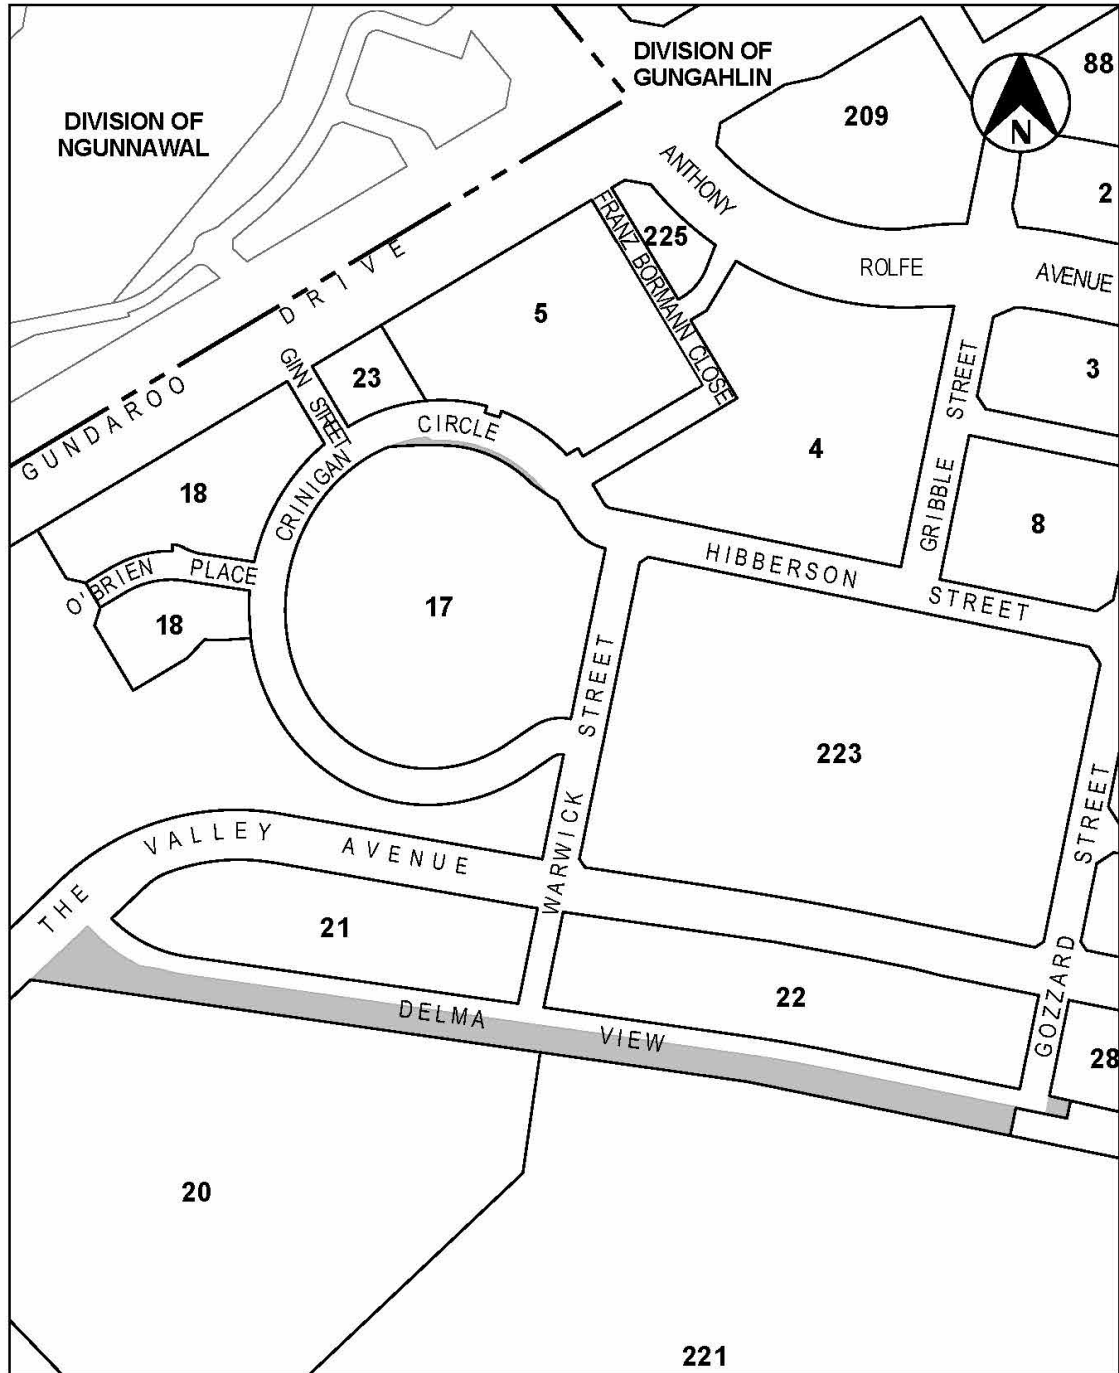 DIVISION OF
GUNGAHLIN
88
209
DIVISION OF
NGUNNAWAL
N
ANTHONY
2
FRANZ BORMANN CLOSE
225
ROLFE
AVENUE
GUNDAROO DRIVE
5
GINN STREET
23
3
CRINIGAN
CIRCLE
4
GRIBBLE STREET
18
8
HIBBERSON
STREET
O'BRIEN PLACE
18
17
WARWICK STREET
223
GOZZARD STREET
THE VALLEY AVENUE
21
22
DELMA VIEW
28
20
221